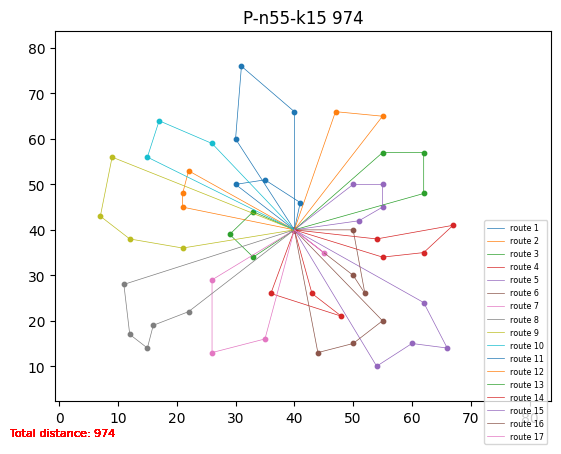 P-n55-k15 974
80
70
60
50
40
30
20
10
0 10 20 30 40 50 60 70 80
route 1
route 2
route 3
route 4
route 5
route 6
route 7
route 8
route 9
route 10
route 11
route 12
route 13
route 14
route 15
route 16
route 17
Total distance: 974